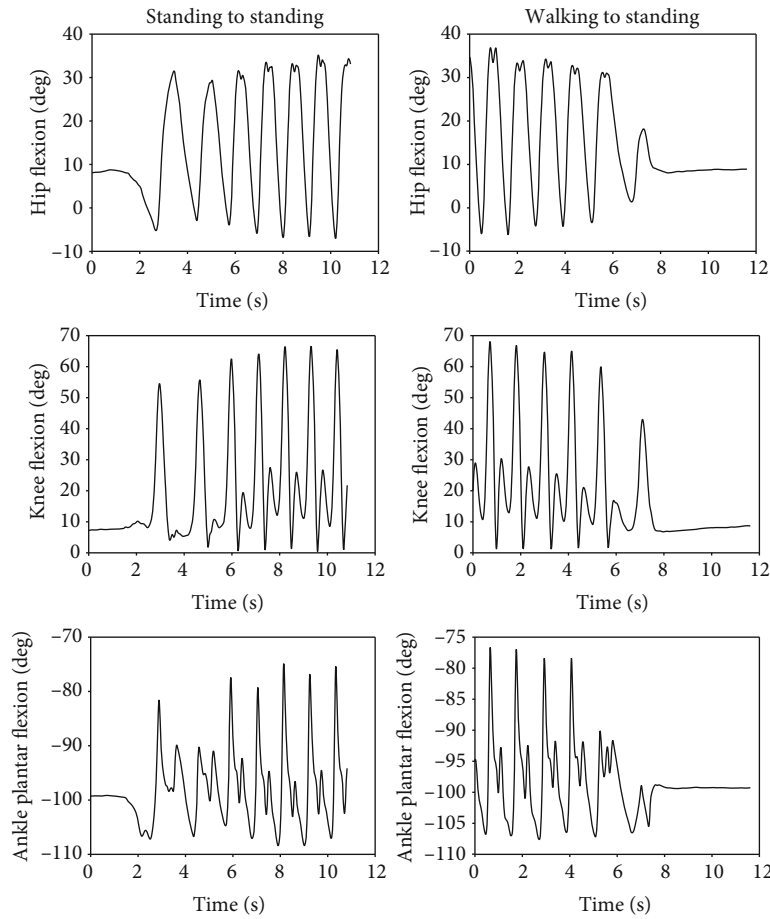 Standing to standing
Walking to standing
Hip flexion (deg)
40
30
20
10
0
−10
0 2 4 6 8 10 12
Time (s)
Hip flexion (deg)
40
30
20
10
0
−10
0 2 4 6 8 10 12
Time (s)
Knee flexion (deg)
70
60
50
40
30
20
10
0
0 2 4 6 8 10 12
Time (s)
Knee flexion (deg)
70
60
50
40
30
20
10
0
0 2 4 6 8 10 12
Time (s)
Ankle plantar flexion (deg)
−70
−80
−90
−100
−110
0 2 4 6 8 10 12
Time (s)
Ankle plantar flexion (deg)
−75
−80
−85
−90
−95
−100
−105
−110
0 2 4 6 8 10 12
Time (s)